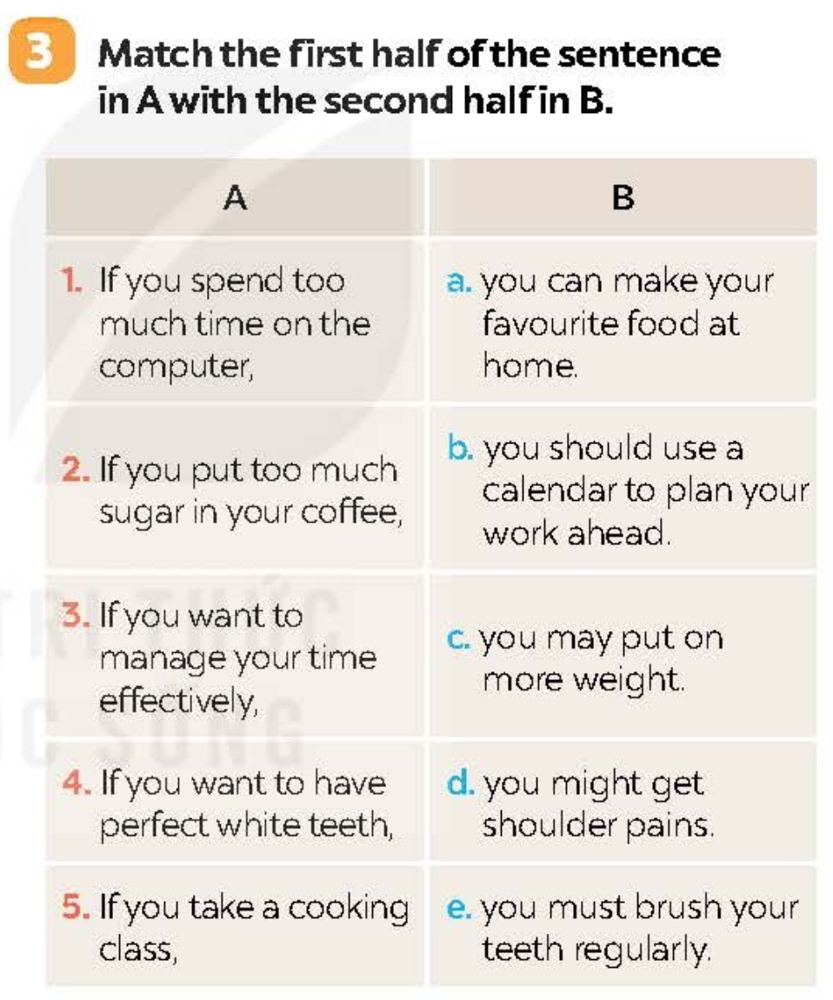 3 Match the first half of the sentence
in A with the second half in B.
A
B
1. If you spend too
much time on the
computer,
a. you can make your
favourite food at
home.
2. If you put too much
sugar in your coffee,
b. you should use a
calendar to plan your
work ahead.
3. If you want to
manage your time
effectively,
c. you may put on
more weight.
4. If you want to have
perfect white teeth,
d. you might get
shoulder pains.
5. If you take a cooking
class,
e. you must brush your
teeth regularly.
TRI THỨC
ỘC SỐNG